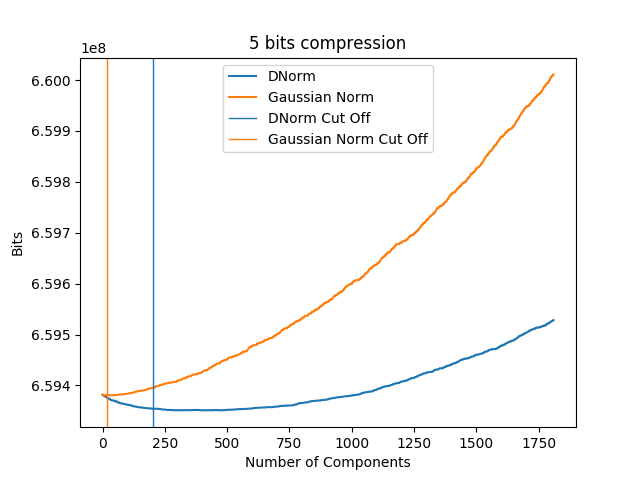 5 bits compression
1e8
6.600
6.599
6.598
6.597
6.596
6.595
6.594
Bits
DNorm
Gaussian Norm
DNorm Cut Off
Gaussian Norm Cut Off
0 250 500 750 1000 1250 1500 1750
Number of Components